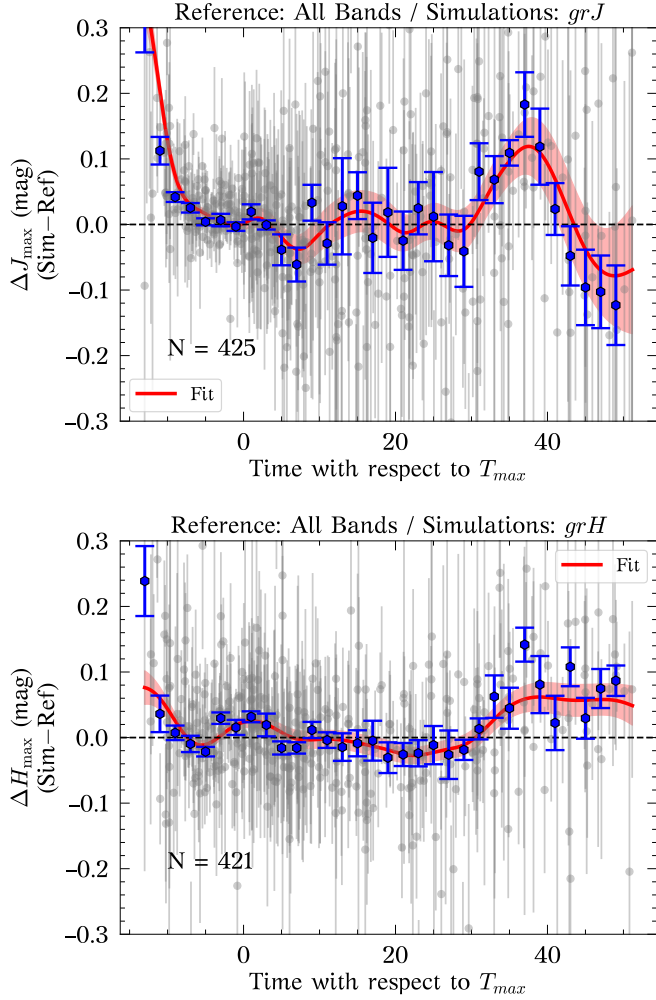 Reference: All Bands / Simulations: grJ
0.3
0.2
0.1
0.0
−0.1
−0.2
−0.3
ΔJmax (mag)
(Sim−Ref)
N = 425
Fit
0
20
40
Time with respect to Tmax
Reference: All Bands / Simulations: grH
0.3
0.2
0.1
0.0
−0.1
−0.2
−0.3
ΔHmax (mag)
(Sim−Ref)
Fit
N = 421
0
20
40
Time with respect to Tmax